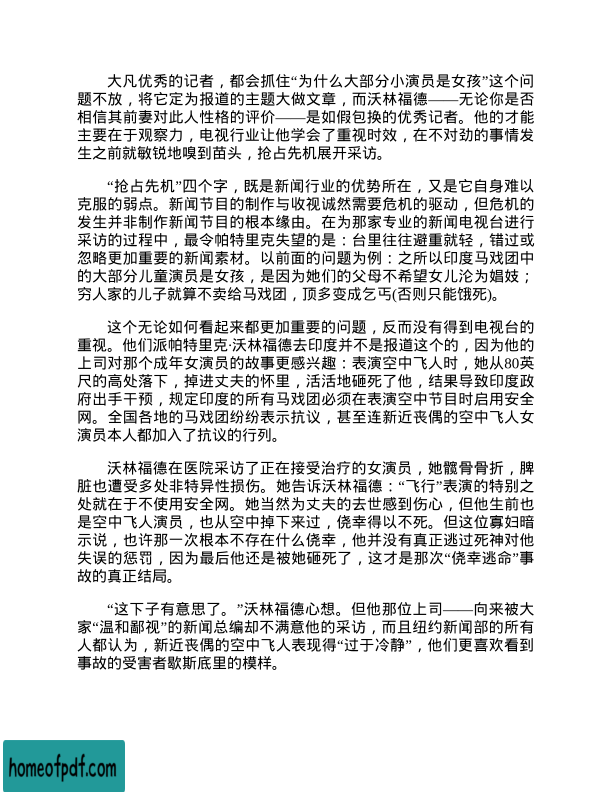 大凡优秀的记者，都会抓住“为什么大部分小演员是女孩”这个问
题不放，将它定为报道的主题大做文章，而沃林福德——无论你是否
相信其前妻对此人性格的评价——是如假包换的优秀记者。他的才能
主要在于观察力，电视行业让他学会了重视时效，在不对劲的事情发
生之前就敏锐地嗅到苗头，抢占先机展开采访。
“抢占先机”四个字，既是新闻行业的优势所在，又是它自身难以
克服的弱点。新闻节目的制作与收视诚然需要危机的驱动，但危机的
发生并非制作新闻节目的根本缘由。在为那家专业的新闻电视台进行
采访的过程中，最令帕特里克失望的是：台里往往避重就轻，错过或
忽略更加重要的新闻素材。以前面的问题为例：之所以印度马戏团中
的大部分儿童演员是女孩，是因为她们的父母不希望女儿沦为娼妓；
穷人家的儿子就算不卖给马戏团，顶多变成乞丐(否则只能饿死)。
这个无论如何看起来都更加重要的问题，反而没有得到电视台的
重视。他们派帕特里克·沃林福德去印度并不是报道这个的，因为他的
上司对那个成年女演员的故事更感兴趣：表演空中飞人时，她从80英
尺的高处落下，掉进丈夫的怀里，活活地砸死了他，结果导致印度政
府出手干预，规定印度的所有马戏团必须在表演空中节目时启用安全
网。全国各地的马戏团纷纷表示抗议，甚至连新近丧偶的空中飞人女
演员本人都加入了抗议的行列。
沃林福德在医院采访了正在接受治疗的女演员，她髋骨骨折，脾
脏也遭受多处非特异性损伤。她告诉沃林福德：“飞行”表演的特别之
处就在于不使用安全网。她当然为丈夫的去世感到伤心，但他生前也
是空中飞人演员，也从空中掉下来过，侥幸得以不死。但这位寡妇暗
示说，也许那一次根本不存在什么侥幸，他并没有真正逃过死神对他
失误的惩罚，因为最后他还是被她砸死了，这才是那次“侥幸逃命”事
故的真正结局。
“这下子有意思了。”沃林福德心想。但他那位上司——向来被大
家“温和鄙视”的新闻总编却不满意他的采访，而且纽约新闻部的所有
人都认为，新近丧偶的空中飞人表现得“过于冷静”，他们更喜欢看到
事故的受害者歇斯底里的模样。
homeofpdf.com